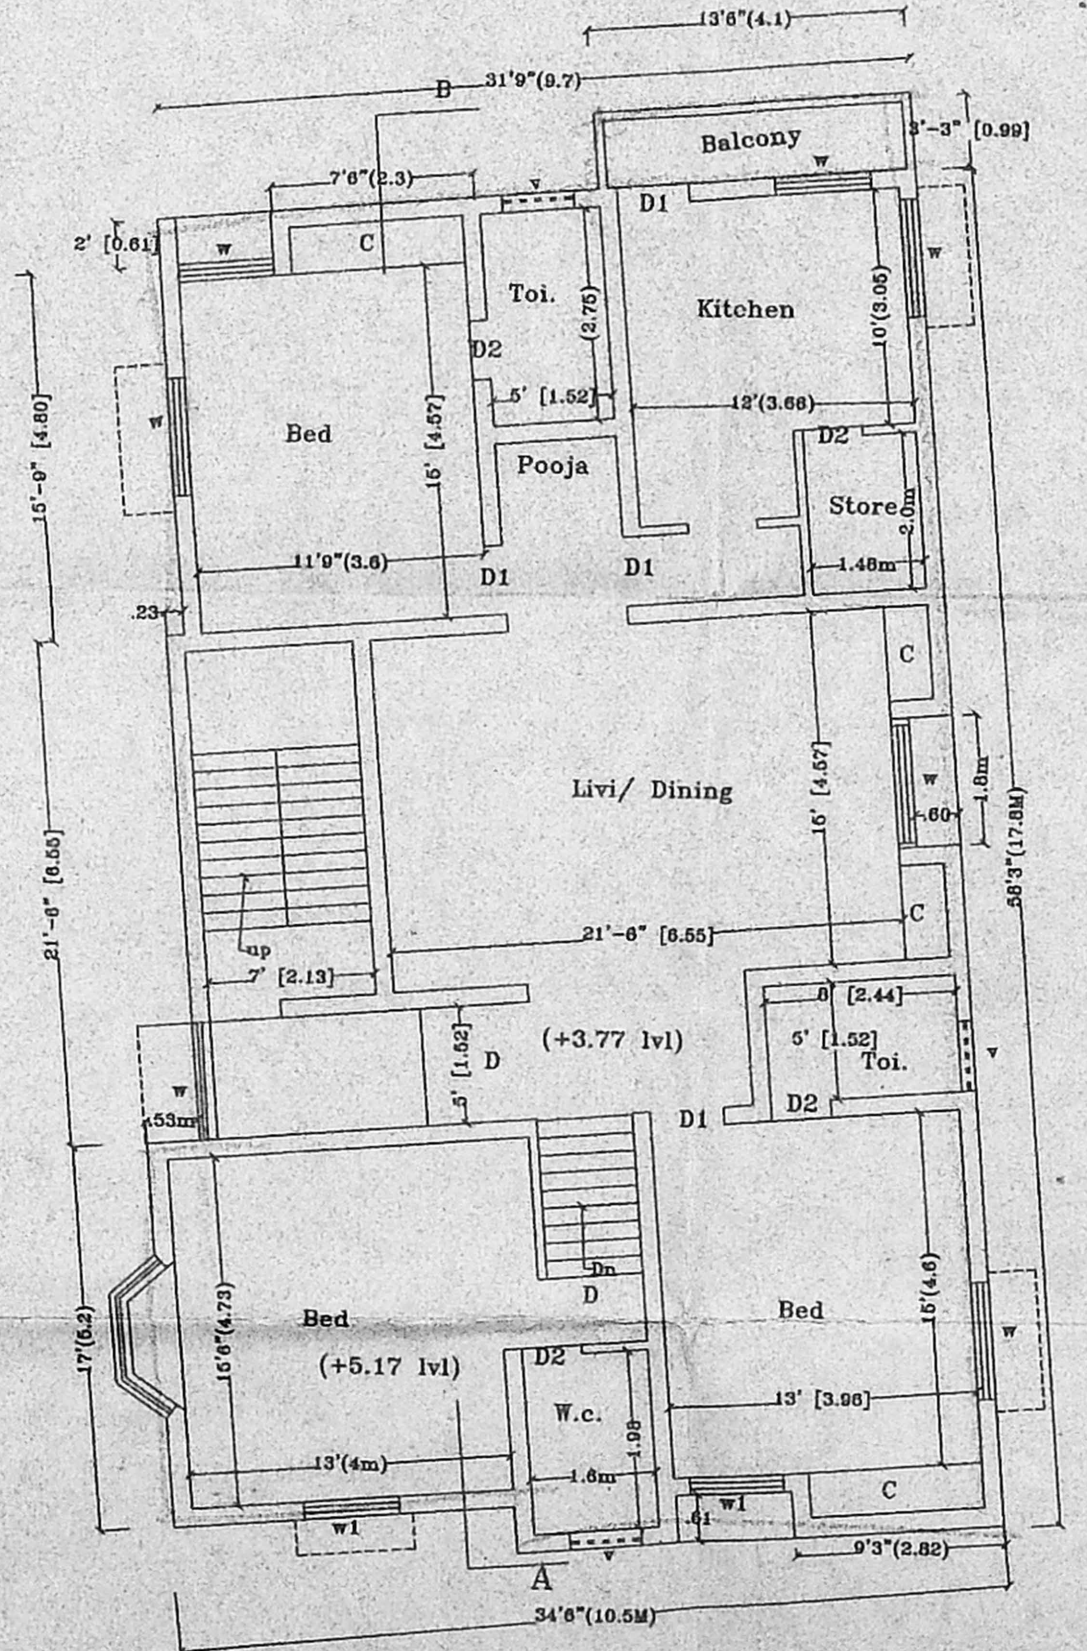 13'6"(4.1)
31'9"(9.7)
B
Balcony
3'-3" [0.99]
W
7'6"(2.3)
V
D1
2' [0.61]
W
C
W
Toi.
(2.75)
Kitchen
10'(3.05)
D2
5' [1.52]
12'(3.66)
W
15'-9" [4.80]
Bed
15' [4.57]
D2
Pooja
Store
2.0m
11'9"(3.6)
D1
D1
1.48m
.23
C
Livi/ Dining
15' [4.57]
W
1.8m
.60
58'3"(17.8M)
21'-6" [6.55]
up
C
21'-6" [6.55]
7' [2.13]
8' [2.44]
(+3.77 lvl)
5' [1.52]
D
5' [1.52]
Toi.
V
W
.53m
D1
D2
Dn
D
17'(5.2)
15'6"(4.73)
Bed
Bed
15'(4.6)
W
(+5.17 lvl)
D2
W.c.
1.98
13' [3.96]
13'(4m)
1.6m
C
W1
W1
.61
V
9'3"(2.82)
A
34'6"(10.5M)